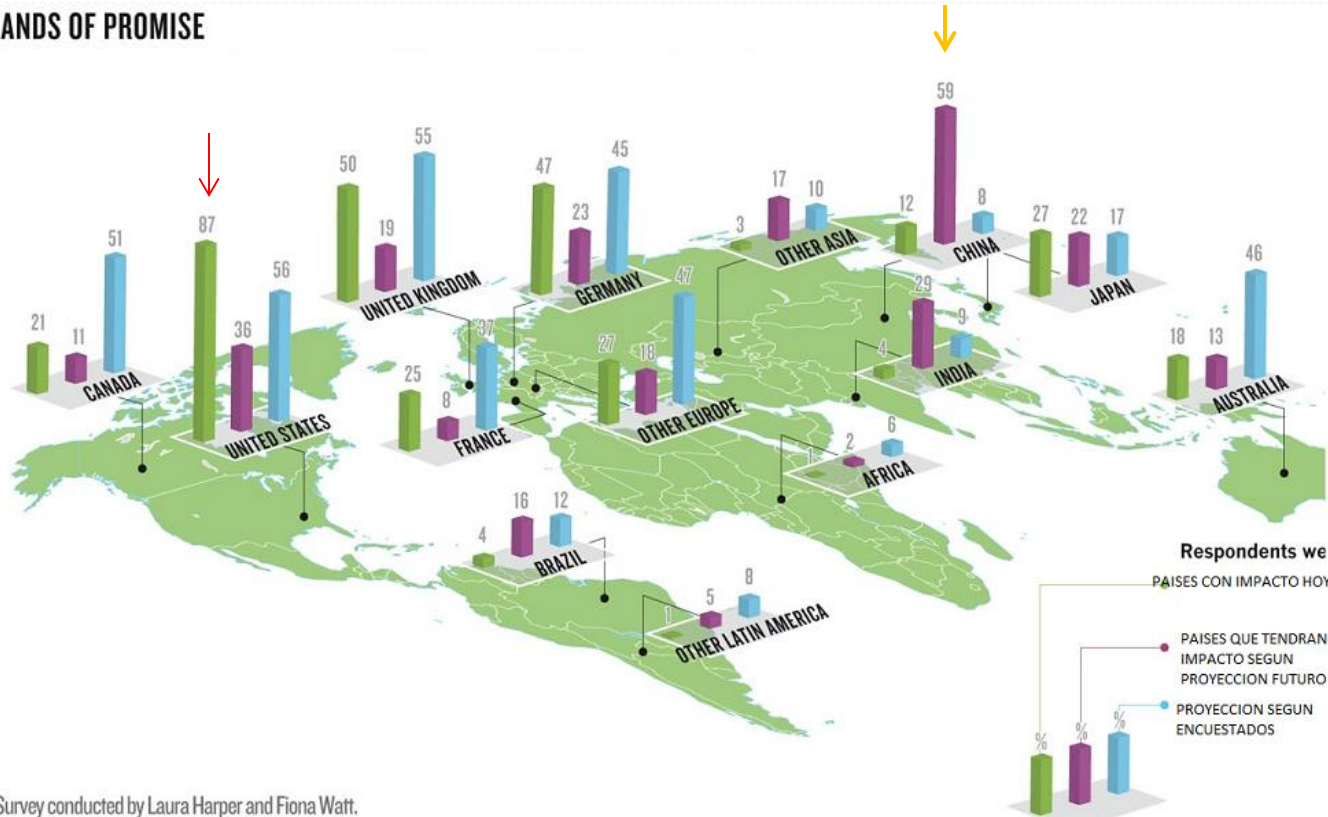 ANDS OF PROMISE
59
55
50
47
45
17
10
3
12
8
27
22
17
87
51
56
19
23
OTHER ASIA
CHINA
46
UNITED KINGDOM
GERMANY
47
JAPAN
29
21
11
36
37
27
18
4
9
18
13
CANADA
25
8
INDIA
AUSTRALIA
UNITED STATES
FRANCE
OTHER EUROPE
1
2
6
AFRICA
4
16
12
BRAZIL
Respondents we
PAISES CON IMPACTO HOY
1
5
8
OTHER LATIN AMERICA
PAISES QUE TENDRAN
IMPACTO SEGUN
PROYECCION FUTURO
PROYECCION SEGUN
ENCUESTADOS
% % %
Survey conducted by Laura Harper and Fiona Watt.